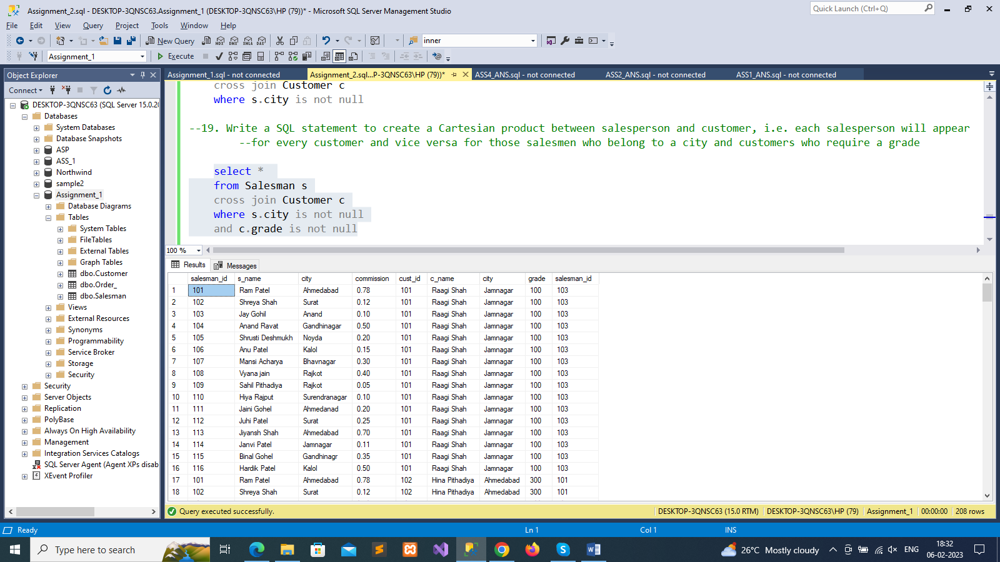 Assignment_2.sql - DESKTOP-3QNSC63.Assignment_1 (DESKTOP-3QNSC63\HP (79))* - Microsoft SQL Server Management Studio
Quick Launch (Ctrl+Q)
File Edit View Query Project Tools Window Help
New Query
MDX DMX XMLA DAX
inner
Assignment_1
Execute
Object Explorer
Connect
DESKTOP-3QNSC63 (SQL Server 15.0.20
Databases
System Databases
Database Snapshots
ASP
ASS_1
Northwind
sample2
Assignment_1
Database Diagrams
Tables
System Tables
FileTables
External Tables
Graph Tables
dbo.Customer
dbo.Order_
dbo.Salesman
Views
External Resources
Synonyms
Programmability
Service Broker
Storage
Security
Security
Server Objects
Replication
PolyBase
Always On High Availability
Management
Integration Services Catalogs
SQL Server Agent (Agent XPs disab
XEvent Profiler
Assignment_1.sql - not connected
Assignment_2.sql...P-3QNSC63\HP (79))*
ASS4_ANS.sql - not connected
ASS2_ANS.sql - not connected
ASS1_ANS.sql - not connected
cross join Customer c
where s.city is not null
--19. Write a SQL statement to create a Cartesian product between salesperson and customer, i.e. each salesperson will appear
--for every customer and vice versa for those salesmen who belong to a city and customers who require a grade
select *
from Salesman s
cross join Customer c
where s.city is not null
and c.grade is not null
100 %
Results Messages
salesman_id s_name city commission cust_id c_name city grade salesman_id
1 101 Ram Patel Ahmedabad 0.78 101 Raagi Shah Jamnagar 100 103
2 102 Shreya Shah Surat 0.12 101 Raagi Shah Jamnagar 100 103
3 103 Jay Gohil Anand 0.10 101 Raagi Shah Jamnagar 100 103
4 104 Anand Ravat Gandhinagar 0.50 101 Raagi Shah Jamnagar 100 103
5 105 Shrusti Deshmukh Noyda 0.20 101 Raagi Shah Jamnagar 100 103
6 106 Anu Patel Kalol 0.15 101 Raagi Shah Jamnagar 100 103
7 107 Mansi Acharya Bhavnagar 0.30 101 Raagi Shah Jamnagar 100 103
8 108 Vyana jain Rajkot 0.40 101 Raagi Shah Jamnagar 100 103
9 109 Sahil Pithadiya Rajkot 0.05 101 Raagi Shah Jamnagar 100 103
10 110 Hiya Rajput Surendranagar 0.10 101 Raagi Shah Jamnagar 100 103
11 111 Jaini Gohel Ahmedanad 0.20 101 Raagi Shah Jamnagar 100 103
12 112 Juhi Patel Surat 0.25 101 Raagi Shah Jamnagar 100 103
13 113 Jiyansh Shah Ahmedabad 0.70 101 Raagi Shah Jamnagar 100 103
14 114 Janvi Patel Jamnagar 0.11 101 Raagi Shah Jamnagar 100 103
15 115 Binal Gohel Gandhinagr 0.35 101 Raagi Shah Jamnagar 100 103
16 116 Hardik Patel Kalol 0.50 101 Raagi Shah Jamnagar 100 103
17 101 Ram Patel Ahmedabad 0.78 102 Hina Pithadiya Ahmedabad 300 101
18 102 Shreya Shah Surat 0.12 102 Hina Pithadiya Ahmedabad 300 101
Query executed successfully.
DESKTOP-3QNSC63 (15.0 RTM) DESKTOP-3QNSC63\HP (79) Assignment_1 00:00:00 208 rows
Ready Ln 1 Col 1 INS
Type here to search
26°C Mostly cloudy
ENG
18:32
06-02-2023